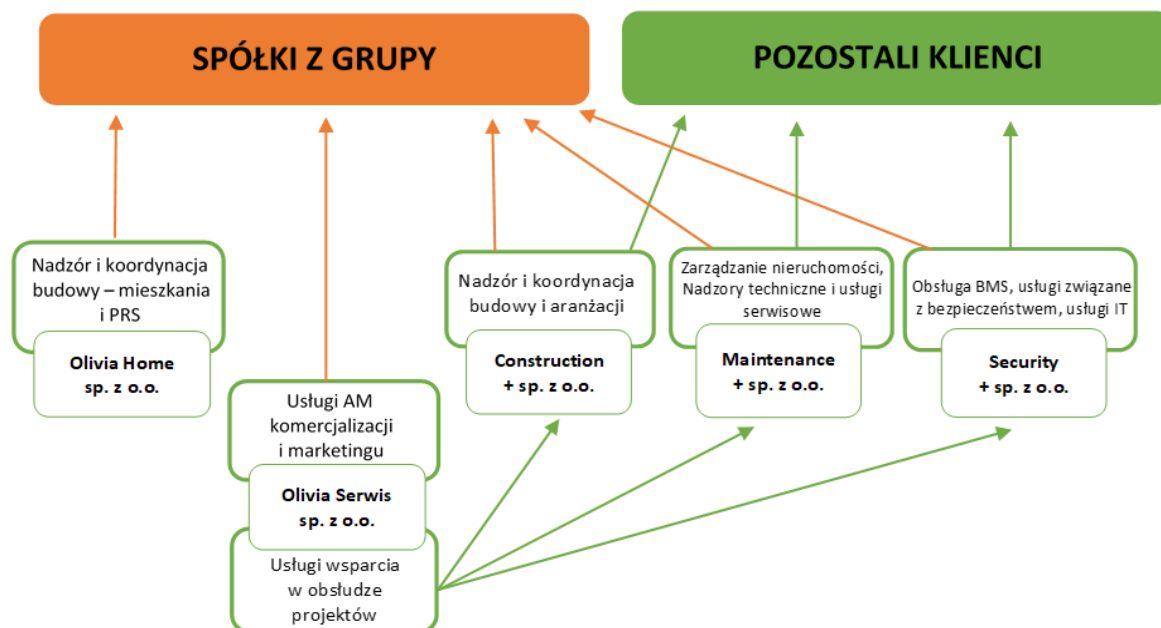 SPÓŁKI Z GRUPY
POZOSTALI KLIENCI
Nadzór i koordynacja
budowy – mieszkania
i PRS
Olivia Home
sp. z o.o.
Usługi AM
komercjalizacji
i marketingu
Olivia Serwis
sp. z o.o.
Usługi wsparcia
w obsłudze
projektów
Nadzór i koordynacja
budowy i aranżacji
Construction
+ sp. z o.o.
Zarządzanie nieruchomości,
Nadzory techniczne i usługi
serwisowe
Maintenance
+ sp. z o.o.
Obsługa BMS, usługi związane
z bezpieczeństwem, usługi IT
Security
+ sp. z o.o.